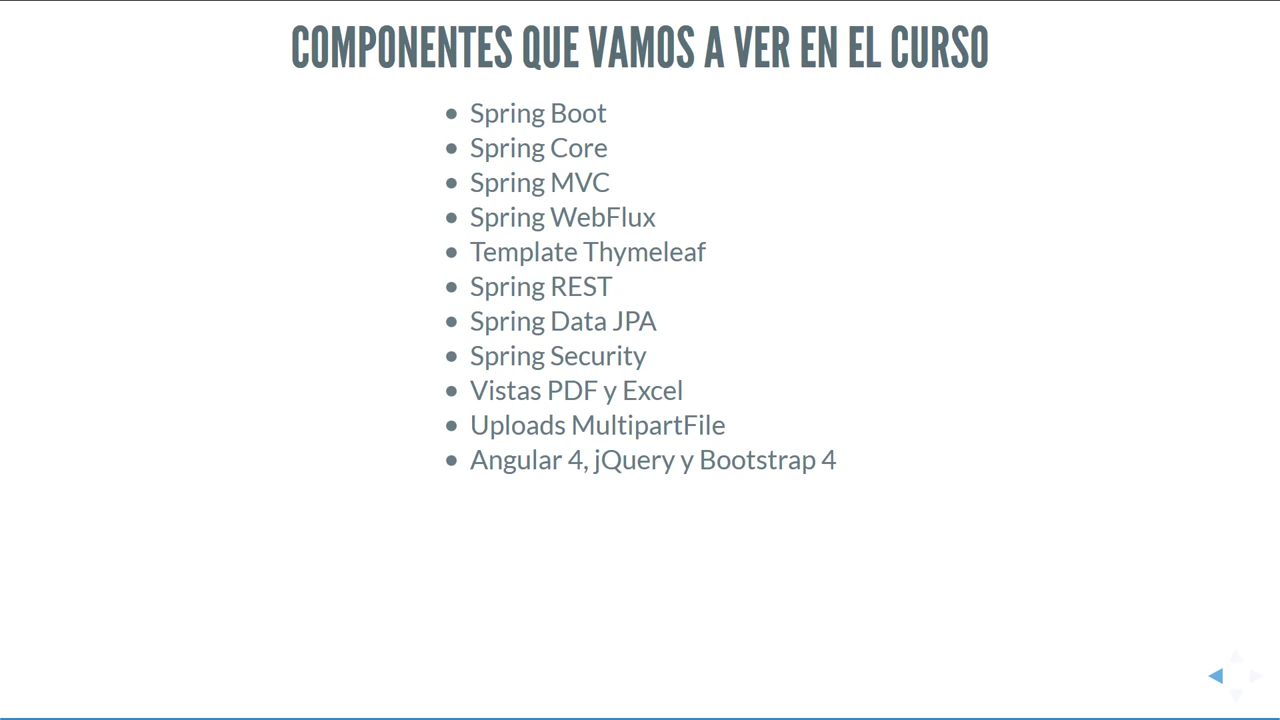 COMPONENTES QUE VAMOS A VER EN EL CURSO
Spring Boot
Spring Core
Spring MVC
Spring WebFlux
Template Thymeleaf
Spring REST
Spring Data JPA
Spring Security
Vistas PDF y Excel
Uploads MultipartFile
Angular 4, jQuery y Bootstrap 4